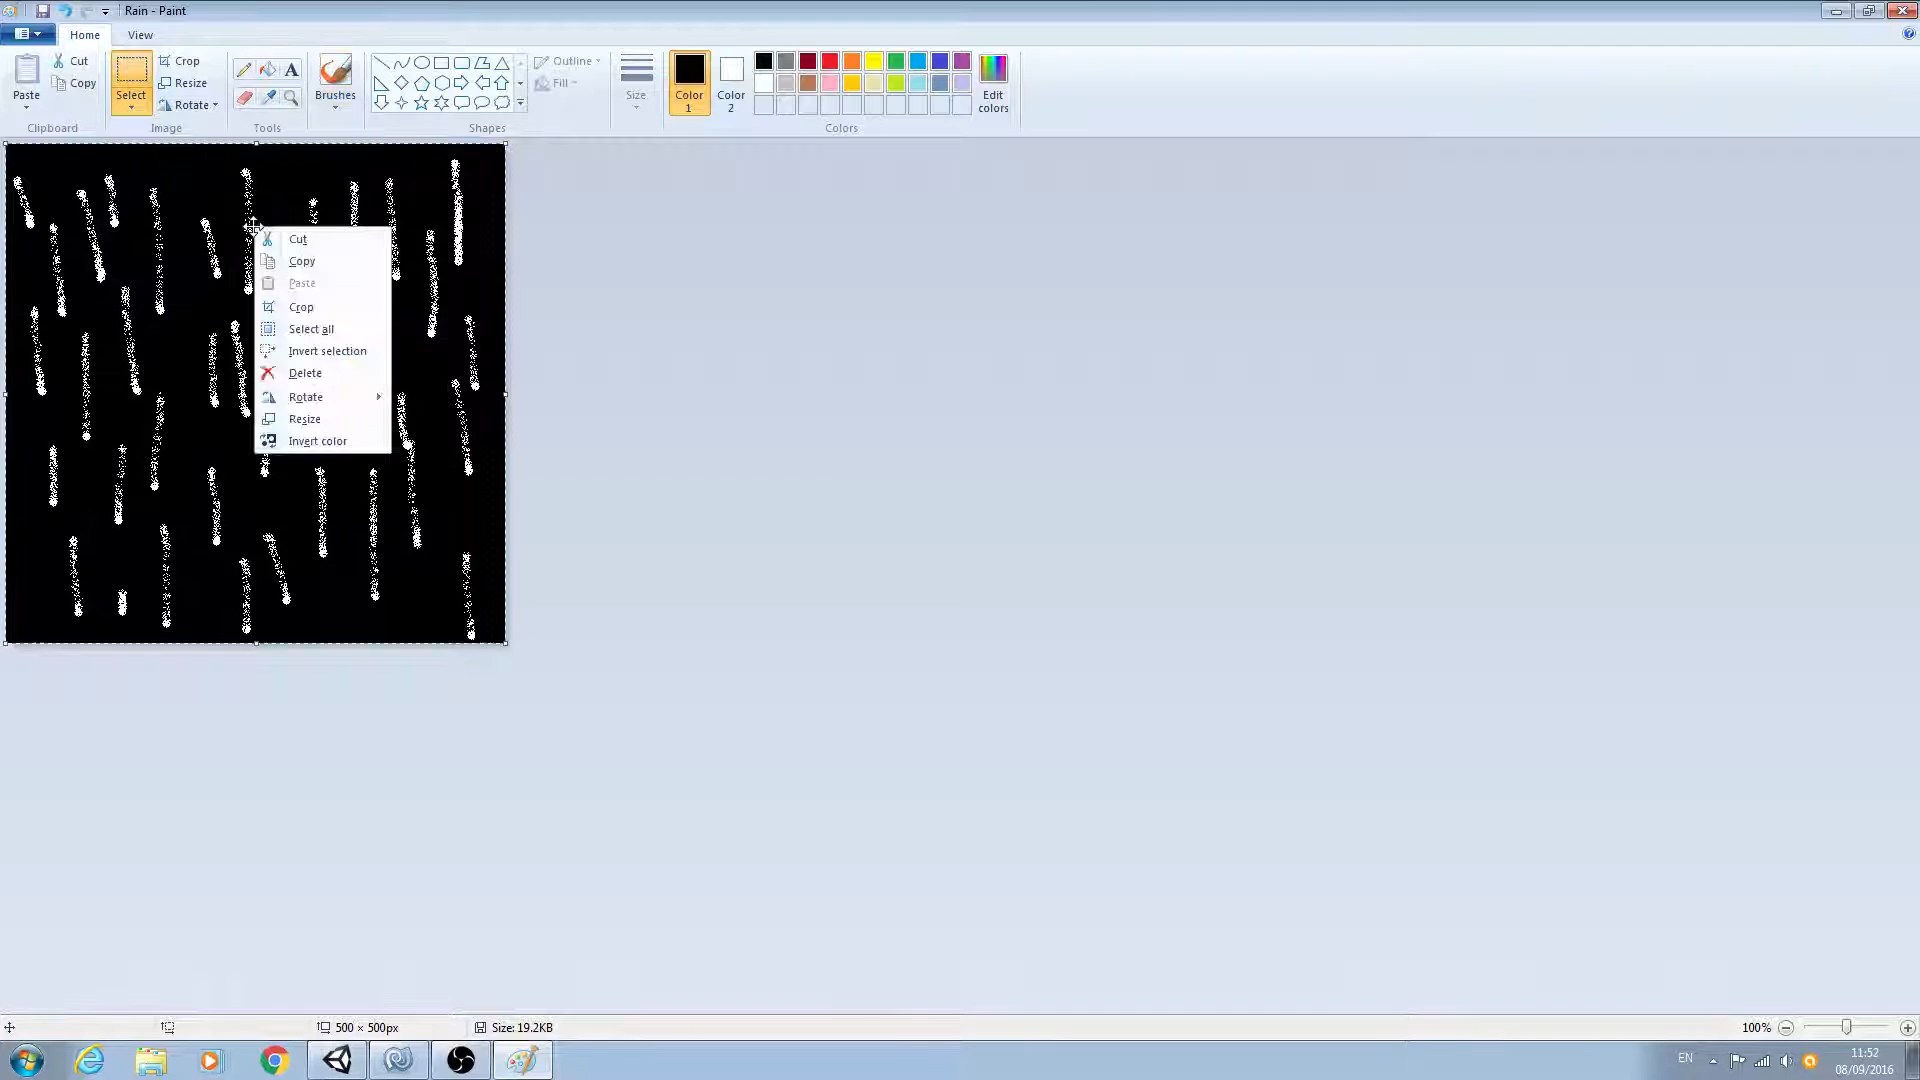 Rain - Paint
Home View
Paste Cut Copy
Clipboard
Select Crop Resize Rotate
Image
A
Tools
Brushes
Shapes
Outline
Fill
Size
Color 1
Color 2
Edit colors
Colors
Cut
Copy
Paste
Crop
Select all
Invert selection
Delete
Rotate
Resize
Invert color
500 × 500px
Size: 19.2KB
100%
EN
11:52
08/09/2016